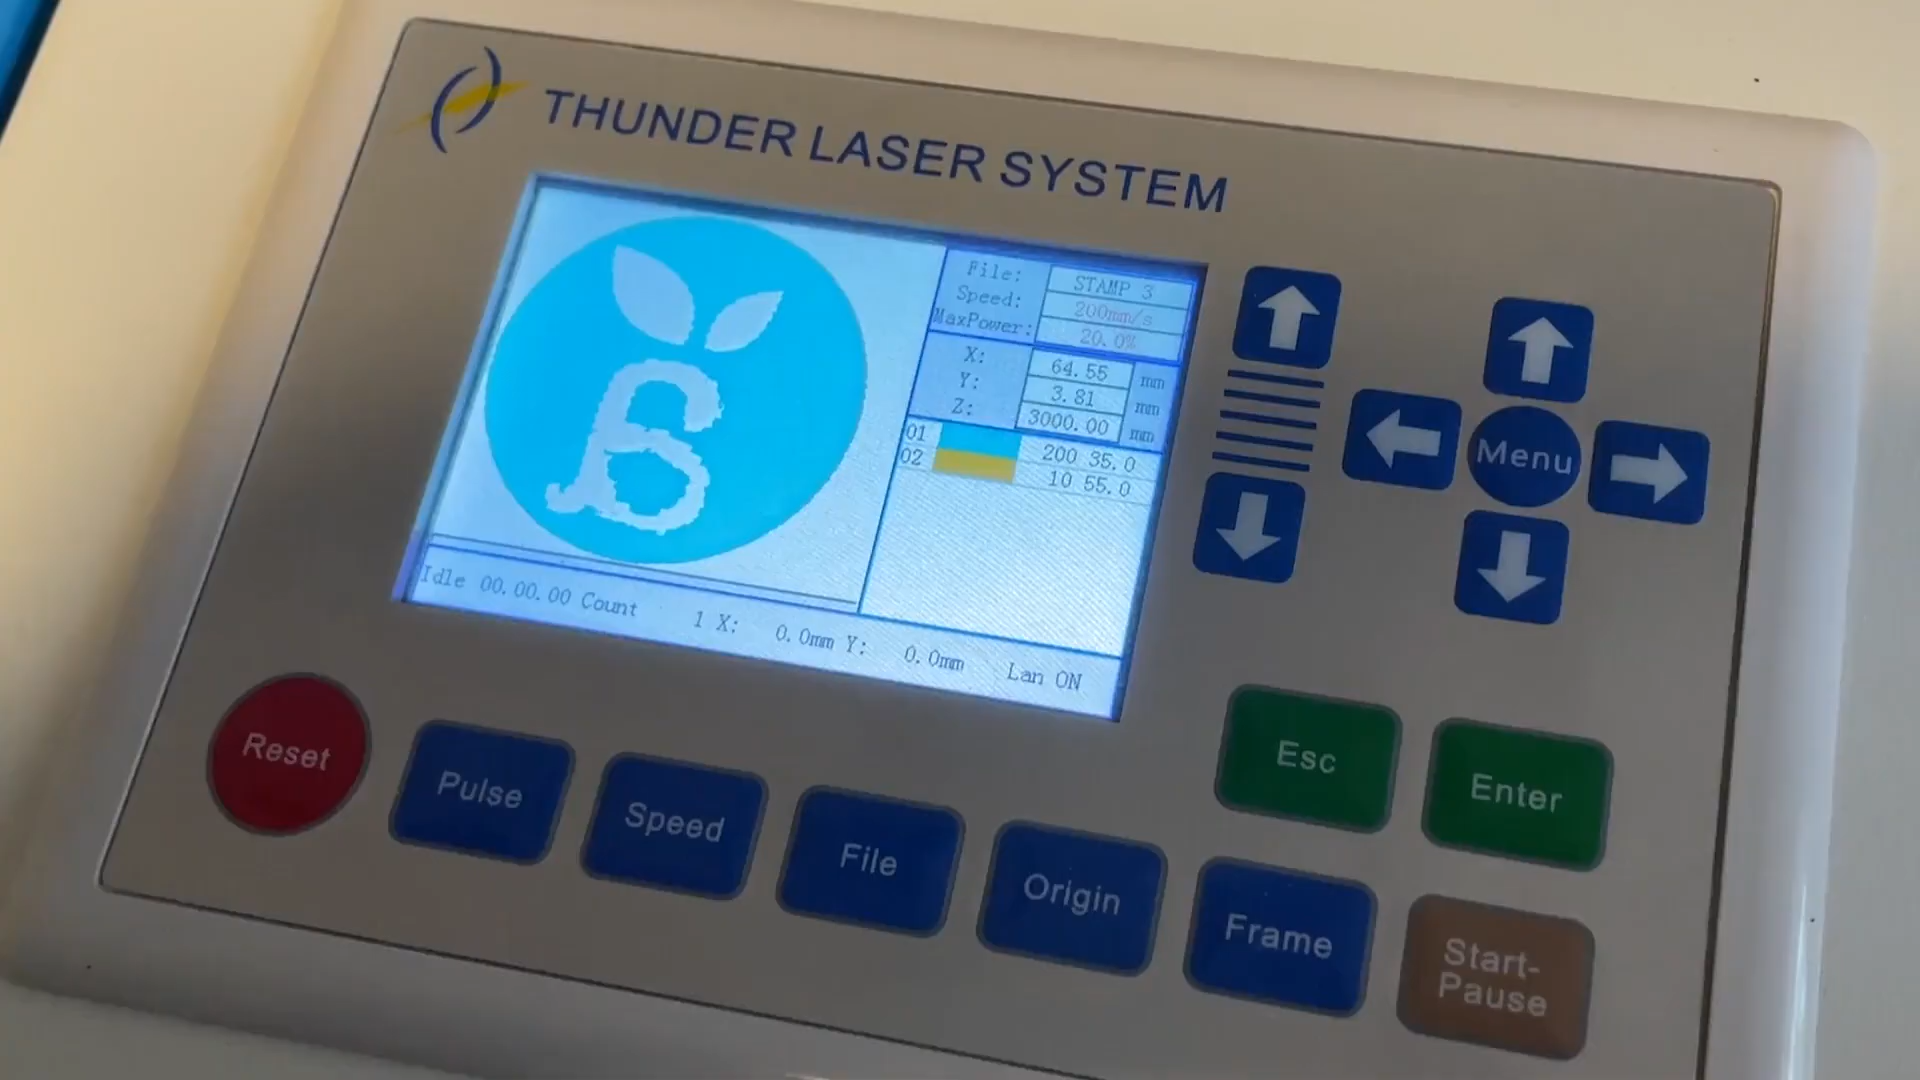 THUNDER LASER SYSTEM
File: STAMP 3
Speed: 200mm/s
MaxPower: 20.0%
X: 64.55 mm
Y: 3.81 mm
Z: 3000.00 mm
01 200 35.0
02 10 55.0
Idle 00.00.00 Count 1 X: 0.0mm Y: 0.0mm Lan ON
Menu
Esc
Enter
Reset
Pulse
Speed
File
Origin
Frame
Start-
Pause